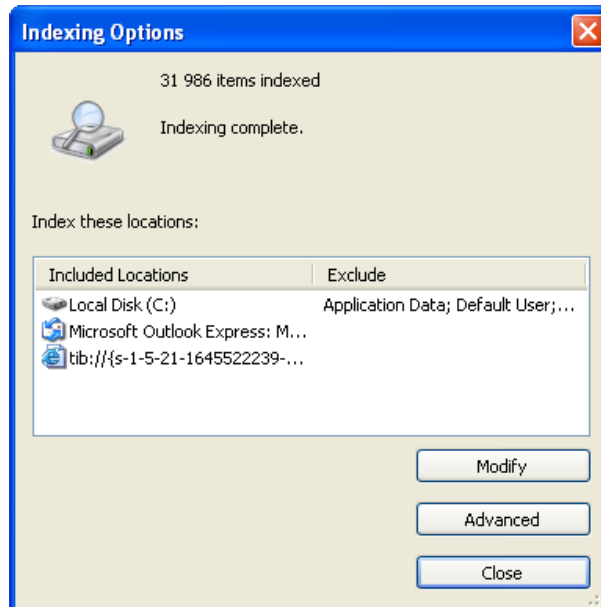 Indexing Options
31 986 items indexed
Indexing complete.
Index these locations:
Included Locations Exclude
Local Disk (C:) Application Data; Default User;...
Microsoft Outlook Express: M...
tib://{s-1-5-21-1645522239-...
Modify
Advanced
Close